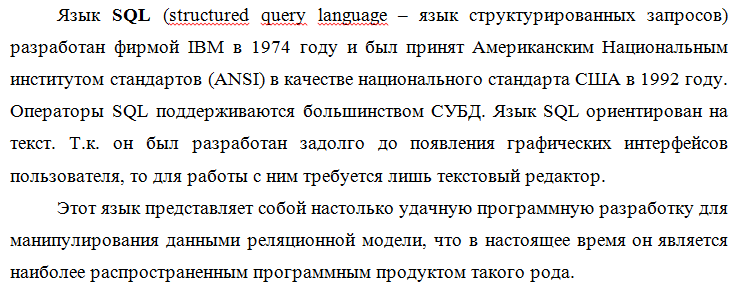 Язык SQL (structured query language – язык структурированных запросов)
разработан фирмой IBM в 1974 году и был принят Американским Национальным
институтом стандартов (ANSI) в качестве национального стандарта США в 1992 году.
Операторы SQL поддерживаются большинством СУБД. Язык SQL ориентирован на
текст. Т.к. он был разработан задолго до появления графических интерфейсов
пользователя, то для работы с ним требуется лишь текстовый редактор.
Этот язык представляет собой настолько удачную программную разработку для
манипулирования данными реляционной модели, что в настоящее время он является
наиболее распространенным программным продуктом такого рода.